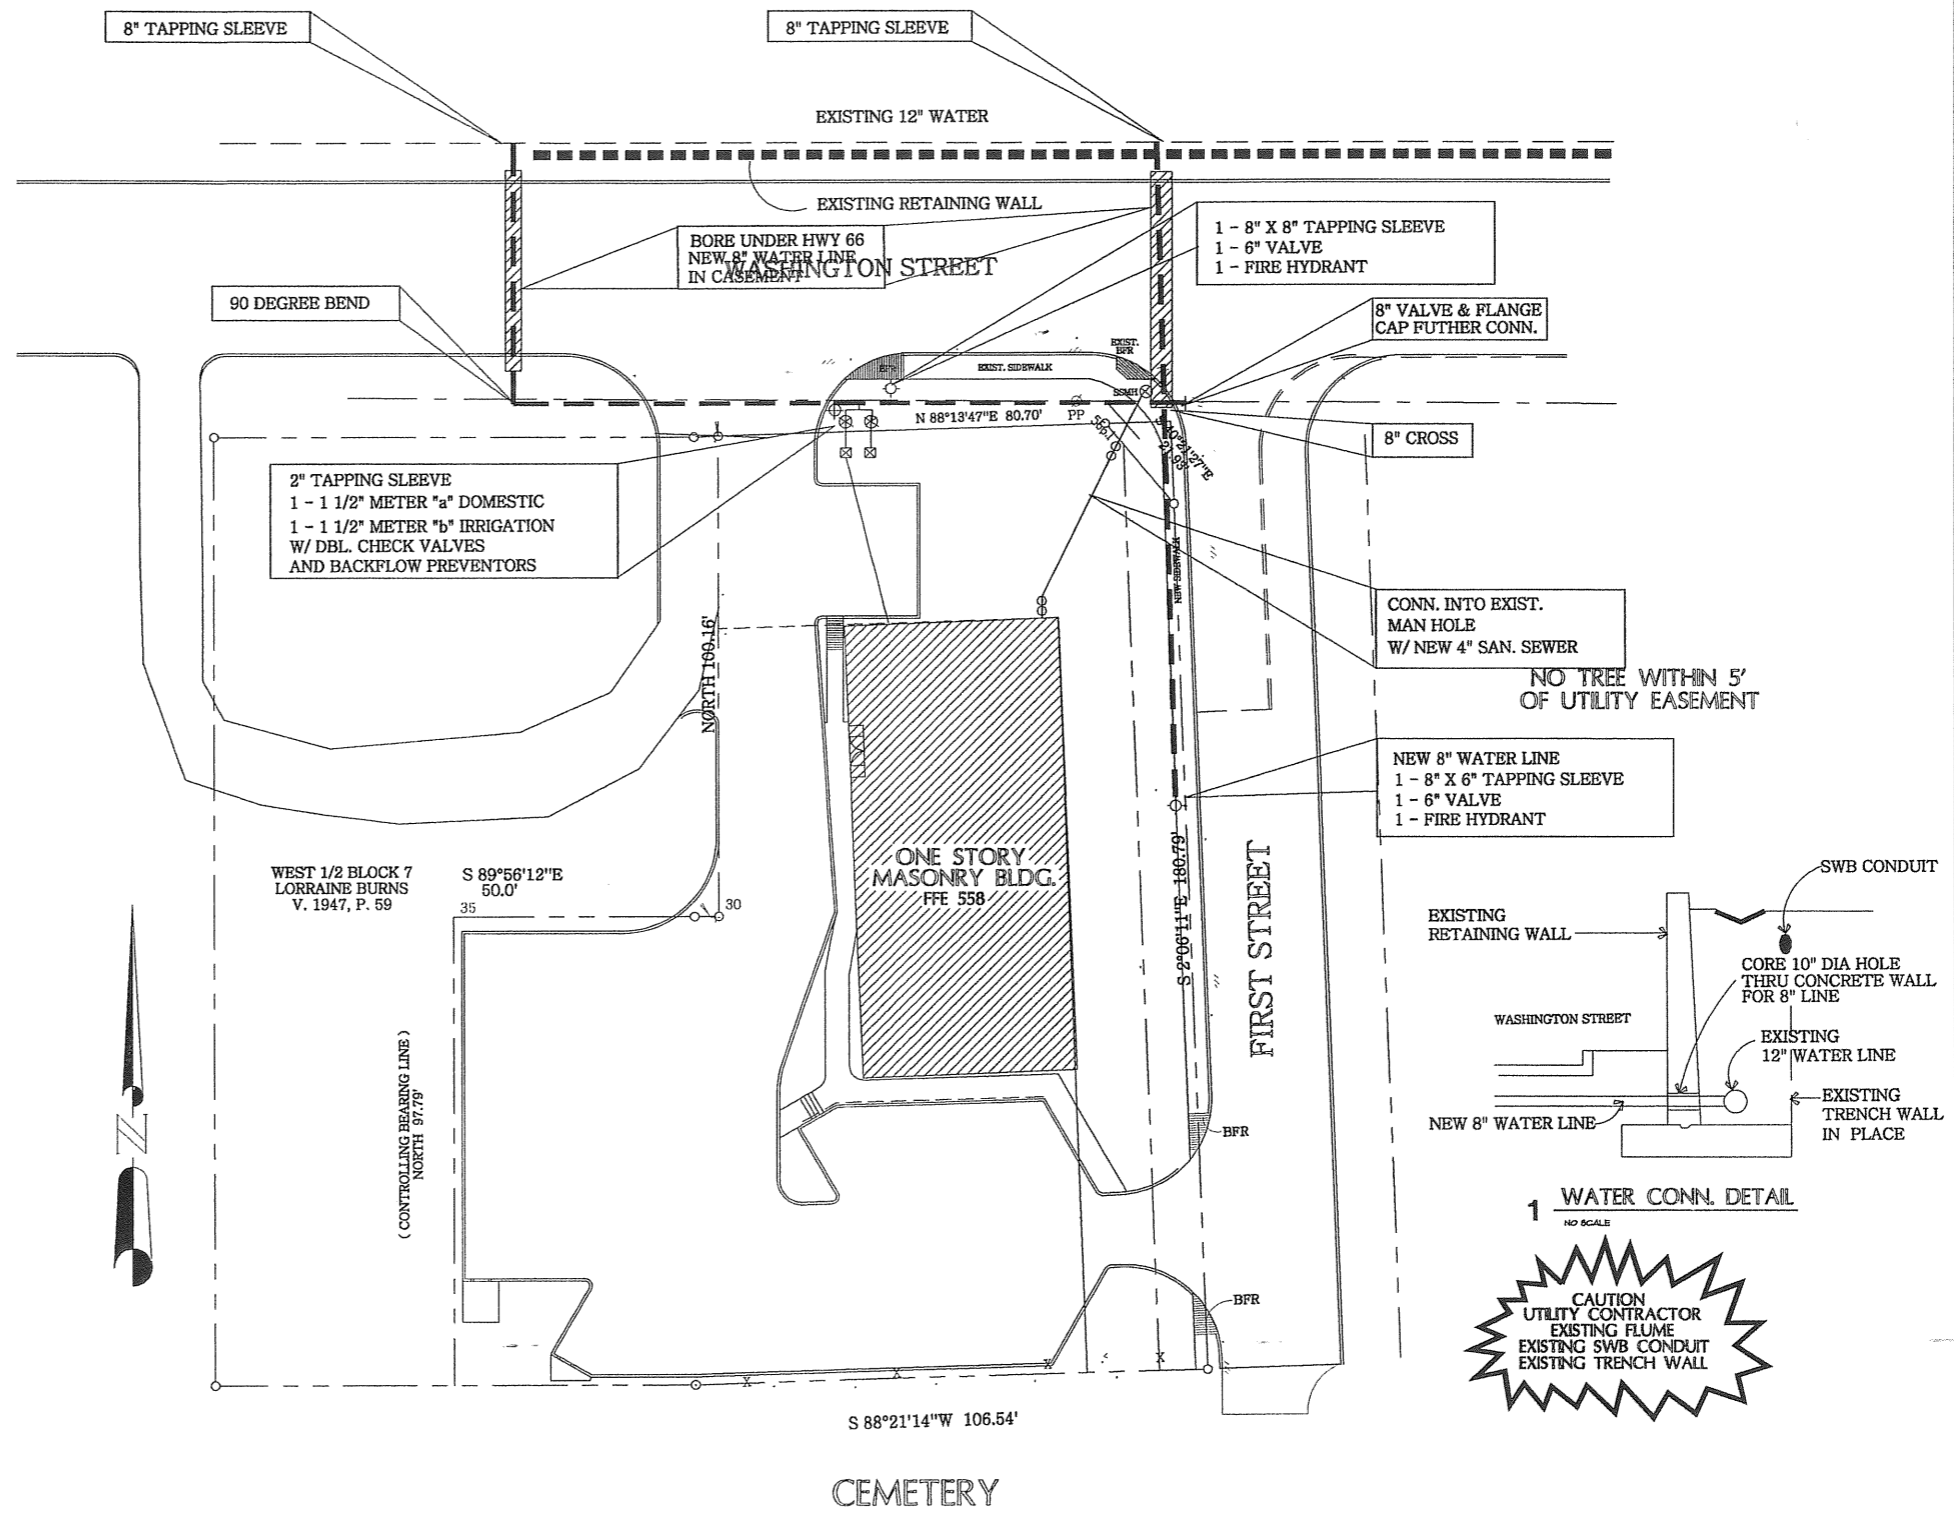 8" TAPPING SLEEVE
8" TAPPING SLEEVE
EXISTING 12" WATER
EXISTING RETAINING WALL
BORE UNDER HWY 66
NEW 8" WATER LINE
IN CASEMENT
WASHINGTON STREET
1 - 8" X 8" TAPPING SLEEVE
1 - 6" VALVE
1 - FIRE HYDRANT
90 DEGREE BEND
8" VALVE & FLANGE
CAP FUTHER CONN.
EXIST.
BFR
BFR
EXIST. SIDEWALK
SSMH
PP
N 88°13'47"E 80.70'
8" CROSS
2" TAPPING SLEEVE
1 - 1 1/2" METER "a" DOMESTIC
1 - 1 1/2" METER "b" IRRIGATION
W/ DBL. CHECK VALVES
AND BACKFLOW PREVENTORS
21.93'
NEW SIDEWALK
CONN. INTO EXIST.
MAN HOLE
W/ NEW 4" SAN. SEWER
NORTH 100.16'
NO TREE WITHIN 5'
OF UTILITY EASEMENT
NEW 8" WATER LINE
1 - 8" X 6" TAPPING SLEEVE
1 - 6" VALVE
1 - FIRE HYDRANT
ONE STORY
MASONRY BLDG.
FFE 558
S 2°06'11"E 180.79'
FIRST STREET
WEST 1/2 BLOCK 7
LORRAINE BURNS
V. 1947, P. 59
S 89°56'12"E
50.0'
35
30
SWB CONDUIT
EXISTING
RETAINING WALL
CORE 10" DIA HOLE
THRU CONCRETE WALL
FOR 8" LINE
WASHINGTON STREET
EXISTING
12" WATER LINE
EXISTING
TRENCH WALL
IN PLACE
NEW 8" WATER LINE
( CONTROLLING BEARING LINE )
NORTH 97.79'
N
BFR
1 WATER CONN. DETAIL
NO SCALE
BFR
CAUTION
UTILITY CONTRACTOR
EXISTING FLUME
EXISTING SWB CONDUIT
EXISTING TRENCH WALL
X X X X
S 88°21'14"W 106.54'
CEMETERY